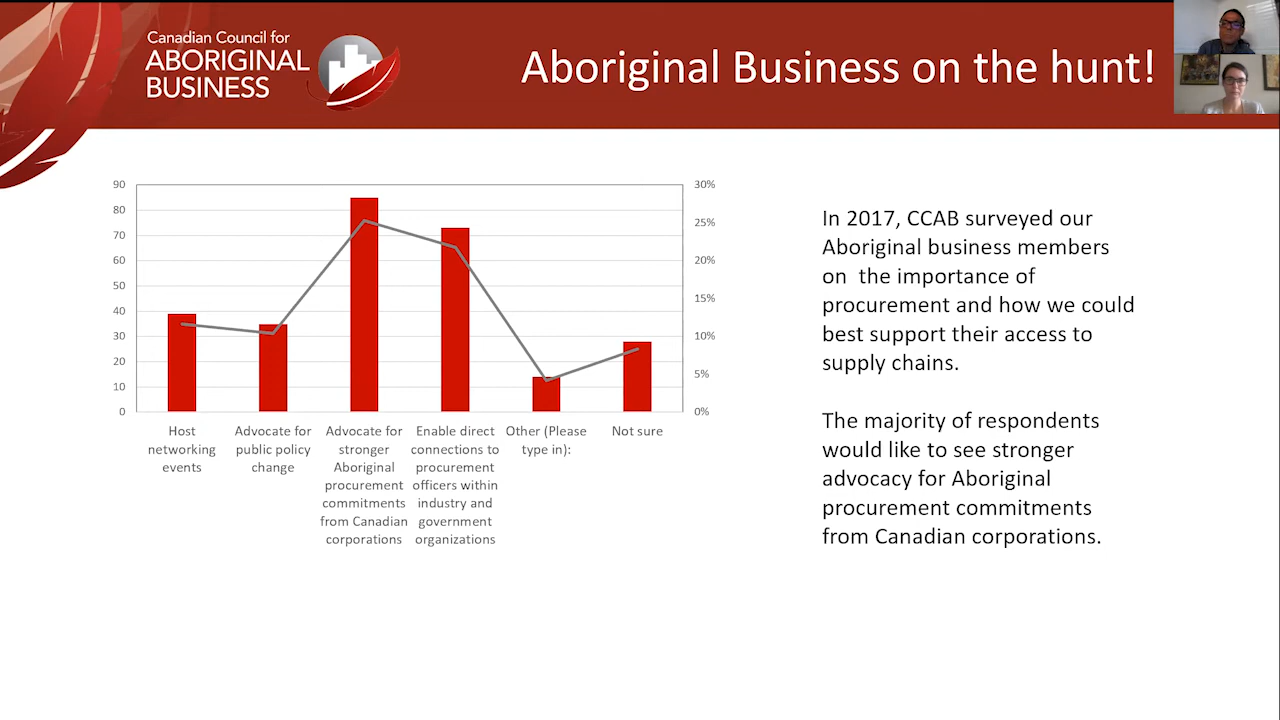 Canadian Council for
ABORIGINAL
BUSINESS
Aboriginal Business on the hunt!
90
80
70
60
50
40
30
20
10
0
30%
25%
20%
15%
10%
5%
0%
Host
networking
events
Advocate for
public policy
change
Advocate for
stronger
Aboriginal
procurement
commitments
from Canadian
corporations
Enable direct
connections to
procurement
officers within
industry and
government
organizations
Other (Please
type in):
Not sure
In 2017, CCAB surveyed our
Aboriginal business members
on  the importance of
procurement and how we could
best support their access to
supply chains.
The majority of respondents
would like to see stronger
advocacy for Aboriginal
procurement commitments
from Canadian corporations.